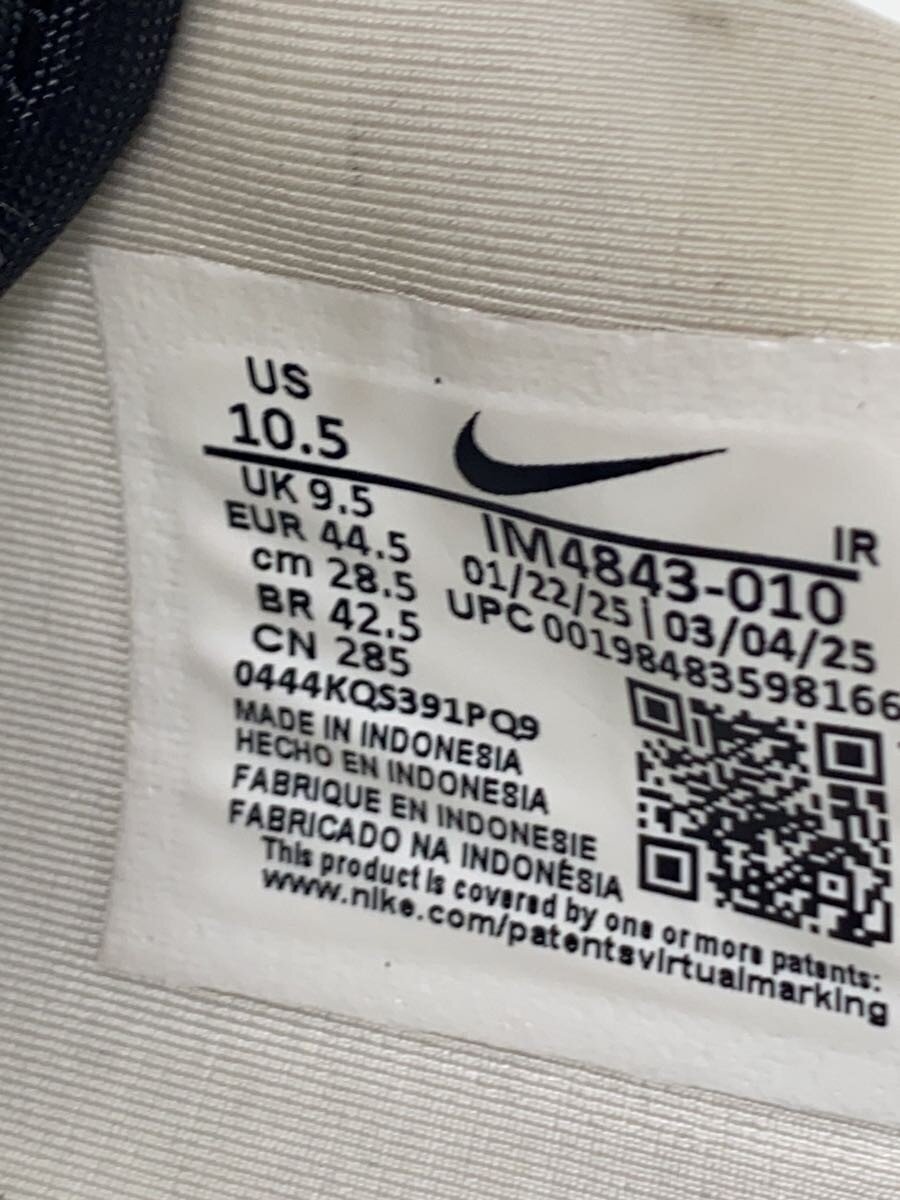 US
10.5
UK 9.5
EUR 44.5
cm 28.5
BR 42.5
CN 285
IR
IM4843-010
01/22/25 | 03/04/25
UPC 00198483598166
0444KQS391PQ9
MADE IN INDONESIA
HECHO EN INDONESIA
FABRIQUE EN INDONESIE
FABRICADO NA INDONÉSIA
This product is covered by one or more patents:
www.nike.com/patentsvirtualmarking